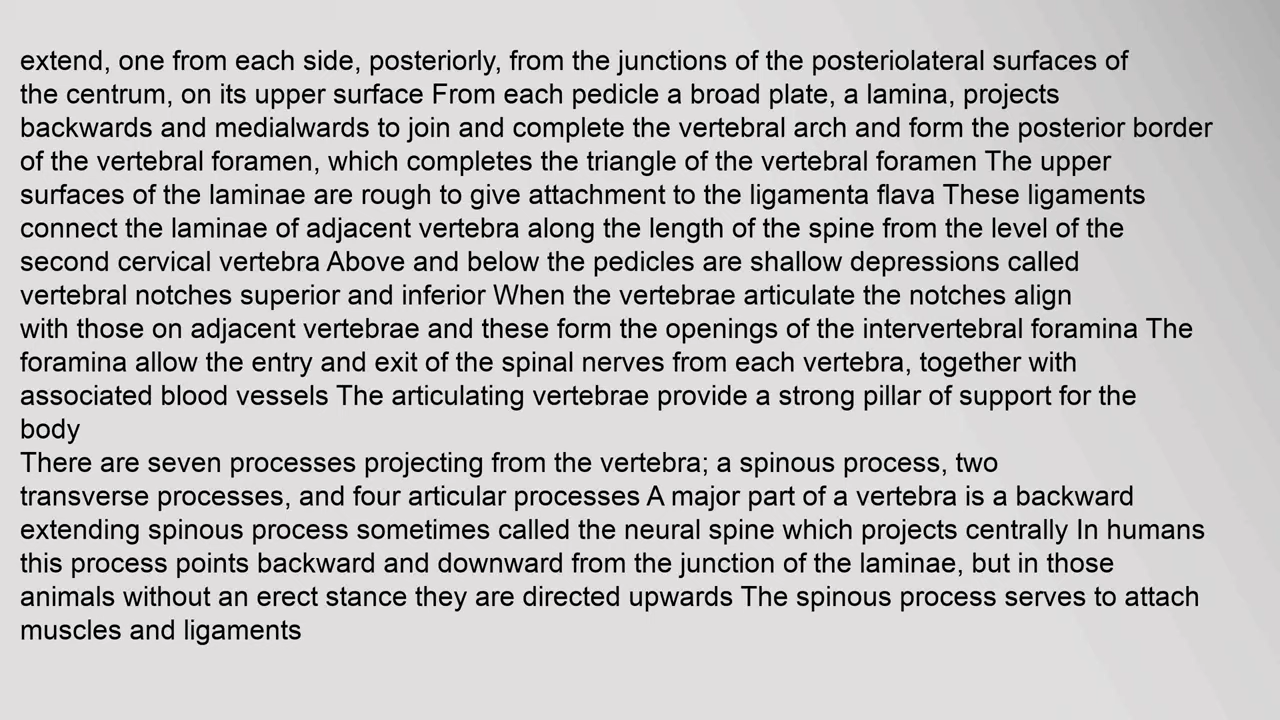 extend, one from each side, posteriorly, from the junctions of the posteriolateral surfaces of
the centrum, on its upper surface From each pedicle a broad plate, a lamina, projects
backwards and medialwards to join and complete the vertebral arch and form the posterior border
of the vertebral foramen, which completes the triangle of the vertebral foramen The upper
surfaces of the laminae are rough to give attachment to the ligamenta flava These ligaments
connect the laminae of adjacent vertebra along the length of the spine from the level of the
second cervical vertebra Above and below the pedicles are shallow depressions called
vertebral notches superior and inferior When the vertebrae articulate the notches align
with those on adjacent vertebrae and these form the openings of the intervertebral foramina The
foramina allow the entry and exit of the spinal nerves from each vertebra, together with
associated blood vessels The articulating vertebrae provide a strong pillar of support for the
body
There are seven processes projecting from the vertebra; a spinous process, two
transverse processes, and four articular processes A major part of a vertebra is a backward
extending spinous process sometimes called the neural spine which projects centrally In humans
this process points backward and downward from the junction of the laminae, but in those
animals without an erect stance they are directed upwards The spinous process serves to attach
muscles and ligaments